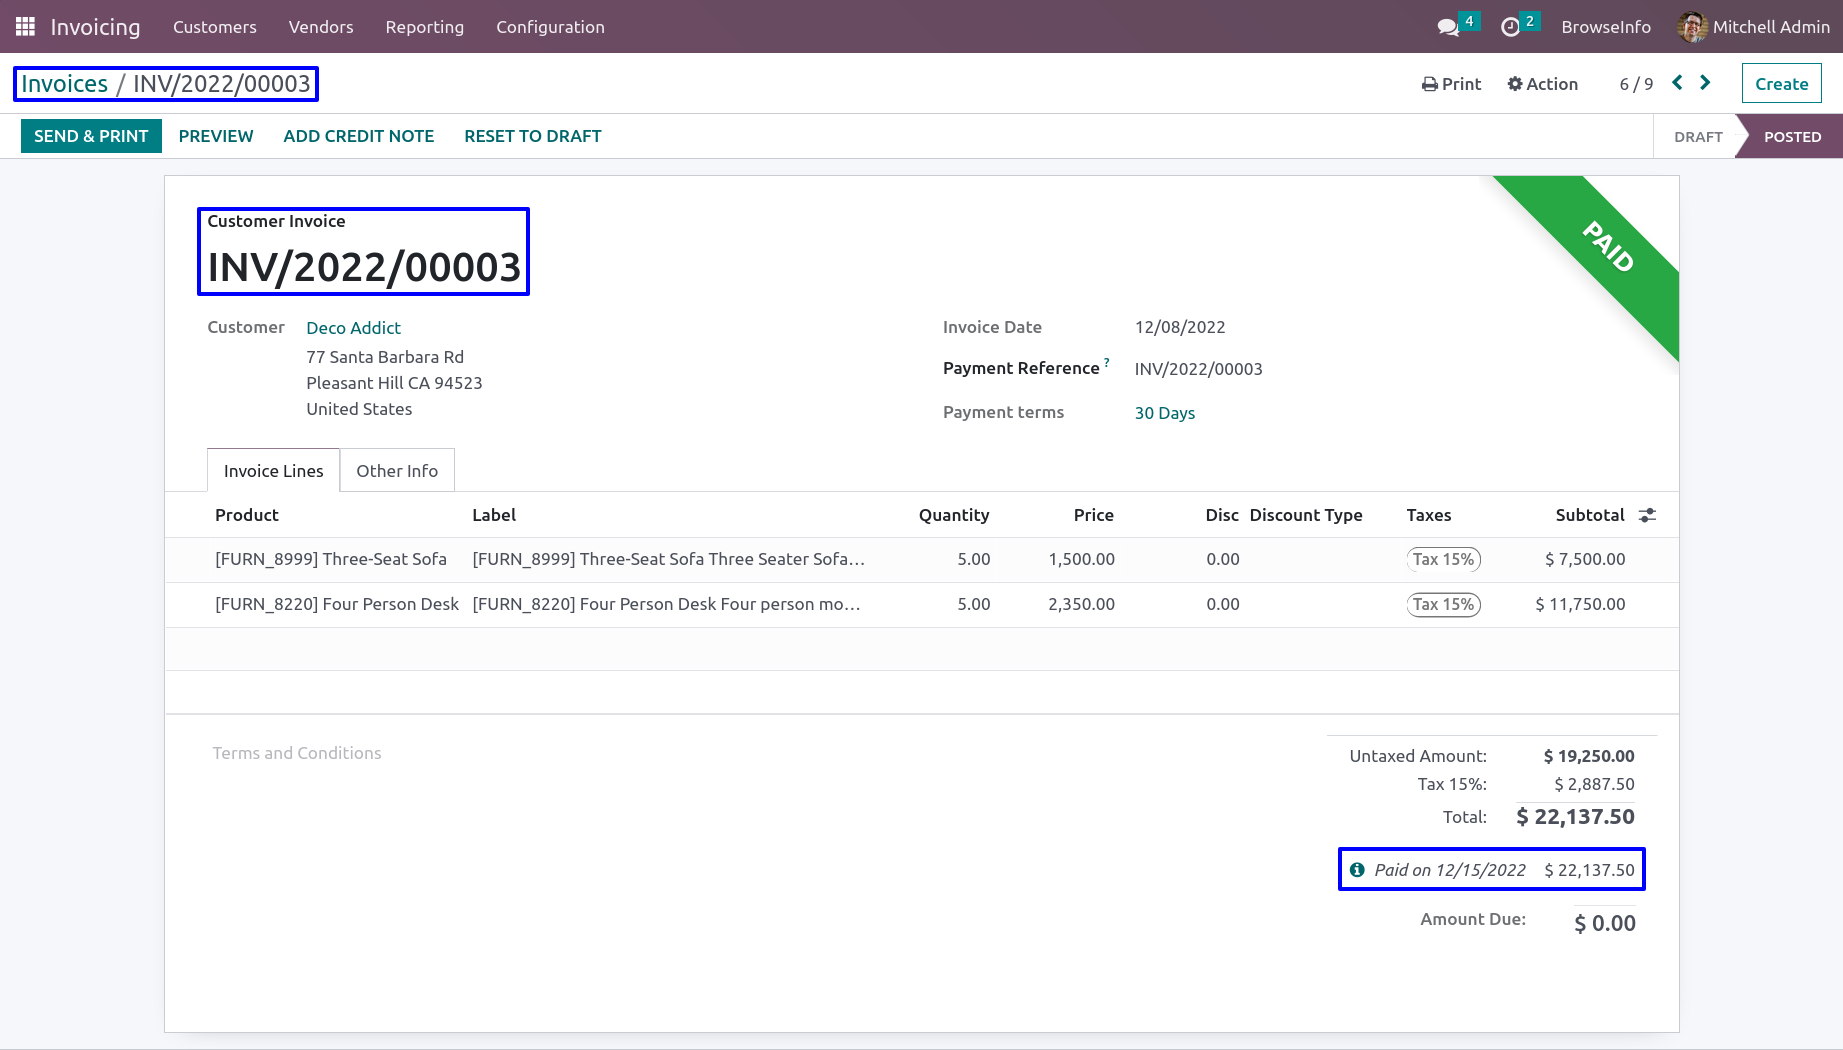 Invoicing Customers Vendors Reporting Configuration 4 2 BrowseInfo Mitchell Admin
Invoices / INV/2022/00003 Print Action 6 / 9 Create
SEND & PRINT PREVIEW ADD CREDIT NOTE RESET TO DRAFT DRAFT POSTED
PAID
Customer Invoice
INV/2022/00003
Customer Deco Addict Invoice Date 12/08/2022
77 Santa Barbara Rd
Payment Reference ? INV/2022/00003
Pleasant Hill CA 94523
United States Payment terms 30 Days
Invoice Lines Other Info
Product Label Quantity Price Disc Discount Type Taxes Subtotal
[FURN_8999] Three-Seat Sofa [FURN_8999] Three-Seat Sofa Three Seater Sofa... 5.00 1,500.00 0.00 Tax 15% $ 7,500.00
[FURN_8220] Four Person Desk [FURN_8220] Four Person Desk Four person mo... 5.00 2,350.00 0.00 Tax 15% $ 11,750.00
Terms and Conditions Untaxed Amount: $ 19,250.00
Tax 15%: $ 2,887.50
Total: $ 22,137.50
Paid on 12/15/2022 $ 22,137.50
Amount Due: $ 0.00